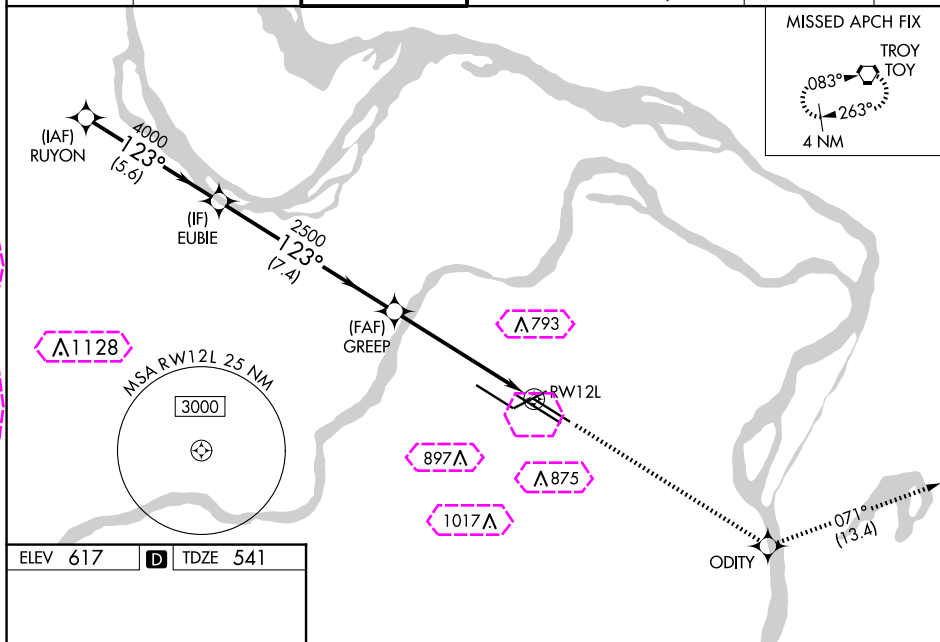 MISSED APCH FIX
TROY
TOY
083°
263°
4 NM
(IAF)
RUYON
4000
123°
(5.6)
(IF)
EUBIE
2500
123°
(7.4)
(FAF)
GREEP
793
1128
MSA RW12L 25 NM
3000
RW12L
897
875
1017
071°
(13.4)
ODITY
ELEV 617
D
TDZE 541